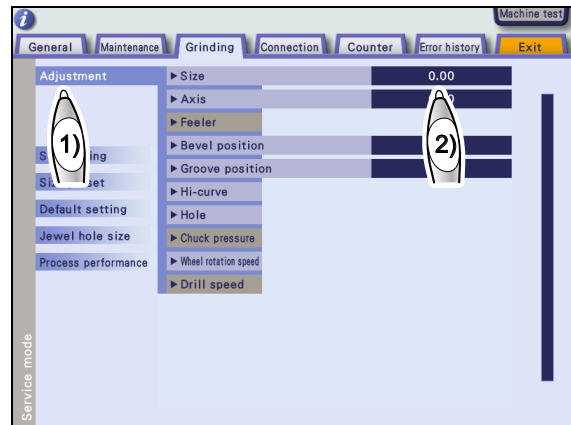 i
Machine test
General
Maintenance
Grinding
Connection
Counter
Error history
Exit
Adjustment
Size
0.00
Axis
Feeler
1)
2)
Bevel position
Groove position
Hi-curve
Default setting
Hole
Jewel hole size
Chuck pressure
Process performance
Wheel rotation speed
Drill speed
Service mode